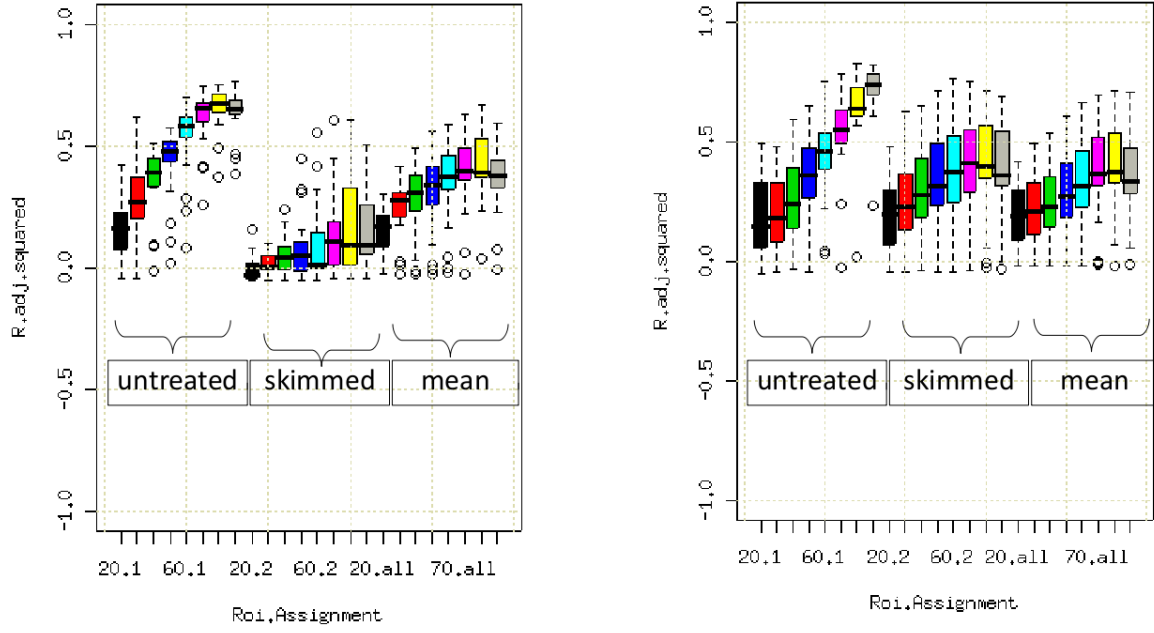 1.0
0.5
0.0
-0.5
-1.0
R.adj.squared
untreated skimmed mean
20.1 60.1 20.2 60.2 20.all 70.all
Roi.Assignment
1.0
0.5
0.0
-0.5
-1.0
R.adj.squared
untreated skimmed mean
20.1 60.1 20.2 60.2 20.all 70.all
Roi.Assignment